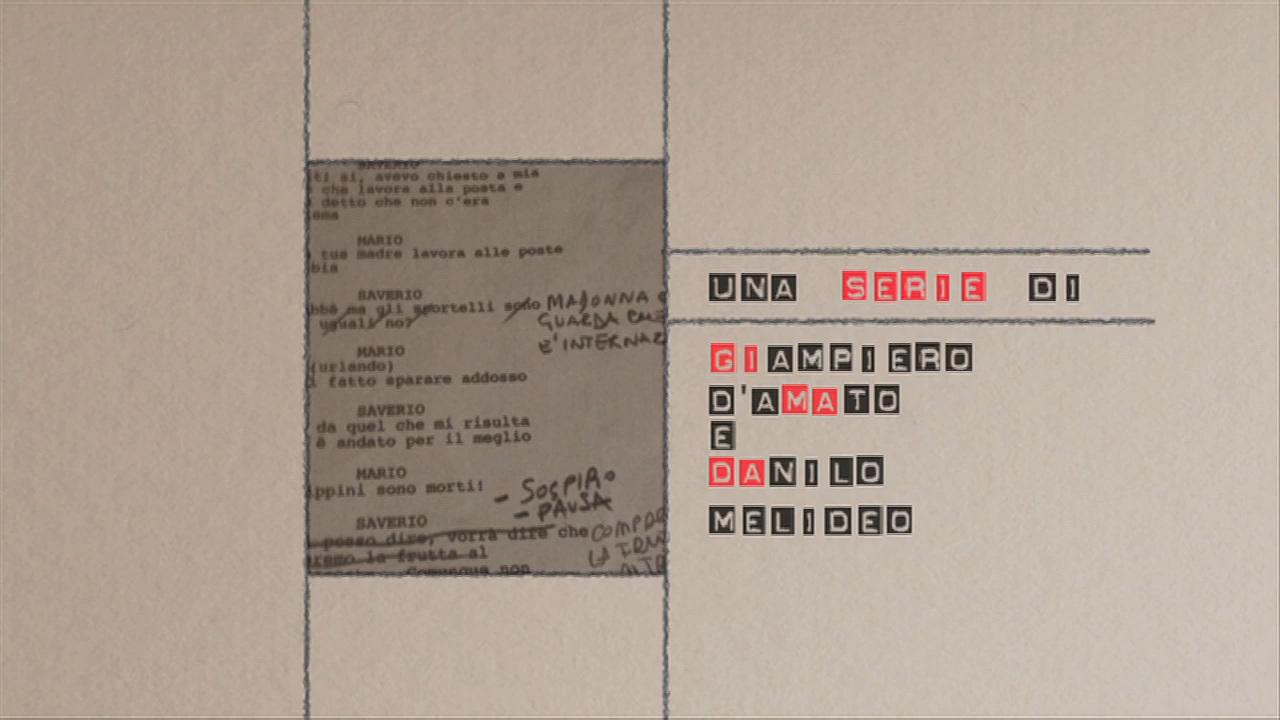 SAVERIO
ti si, avevo chiesto a mia
che lavora alla posta e
detto che non c'era
MARIO
tua madre lavora alle poste
SAVERIO
ma gli sportelli sono MADONNA
uguali no? GUARDA
E'INTERNAZ
MARIO
(urlando)
fatto sparare addosso
SAVERIO
da quel che mi risulta
è andato per il meglio
MARIO
ippini sono morti!
- SOSPIRO
- PAUSA
SAVERIO
posso dire, vorrà dire che
la frutta al
Comunque non
UNA SERIE DI
GIAMPIERO
D'AMATO
E
DANILO
MELIDEO